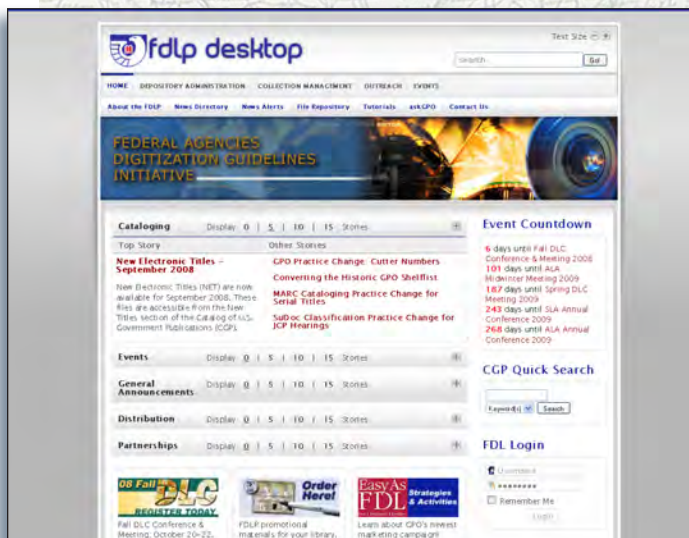 fdlp desktop
Text Size
search...
Go!
HOME DEPOSITORY ADMINISTRATION COLLECTION MANAGEMENT OUTREACH EVENTS
About the FDLP News Directory News Alerts File Repository Tutorials askGPO Contact Us
FEDERAL AGENCIES
DIGITIZATION GUIDELINES
INITIATIVE
Cataloging Display 0 | 5 | 10 | 15 Stories
Top Story
New Electronic Titles –
September 2008
New Electronic Titles (NET) are now
available for September 2008. These
files are accessible from the New
Titles section of the Catalog of U.S.
Government Publications (CGP).
Other Stories
GPO Practice Change: Cutter Numbers
Converting the Historic GPO Shelflist
MARC Cataloging Practice Change for
Serial Titles
SuDoc Classification Practice Change for
JCP Hearings
Events Display 0 | 5 | 10 | 15 Stories
General
Announcements Display 0 | 5 | 10 | 15 Stories
Distribution Display 0 | 5 | 10 | 15 Stories
Partnerships Display 0 | 5 | 10 | 15 Stories
Event Countdown
6 days until Fall DLC
Conference & Meeting 2008
101 days until ALA
Midwinter Meeting 2009
187 days until Spring DLC
Meeting 2009
243 days until SLA Annual
Conference 2009
268 days until ALA Annual
Conference 2009
CGP Quick Search
Keyword(s) Search
FDL Login
Username
Remember Me
Login
08 Fall
DLC
REGISTER TODAY
Fall DLC Conference &
Meeting: October 20-22,
Order
Here!
FDLP promotional
materials for your library.
Easy As
FDL
Strategies
& Activities
Learn about GPO's newest
marketing campaign!